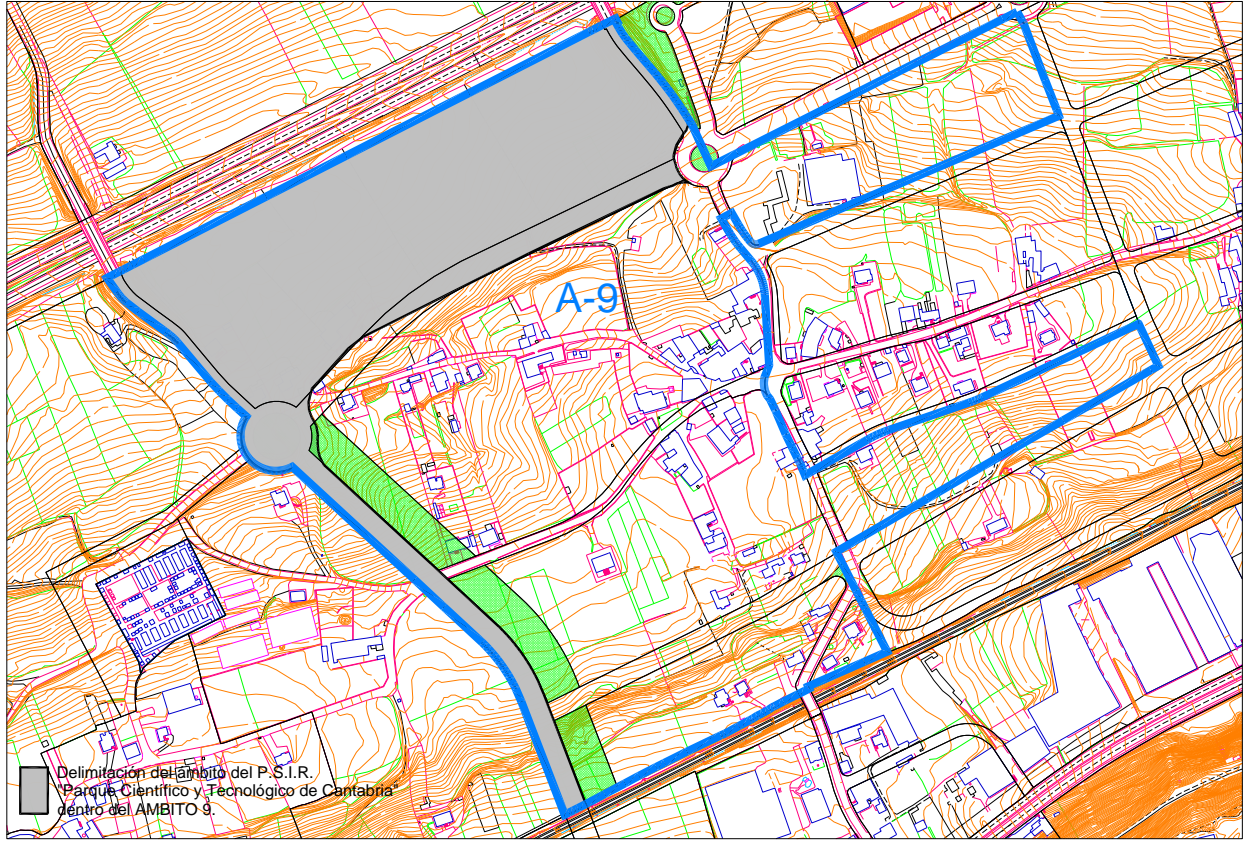 A-9
Delimitación del ámbito del P.S.I.R.
"Parque Científico y Tecnológico de Cantabria"
dentro del AMBITO 9.